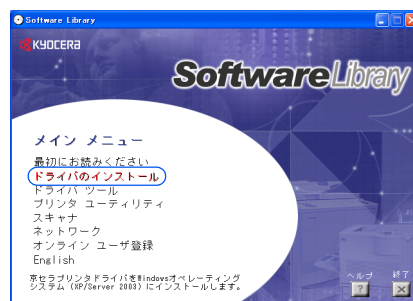 Software Library
KYOCERA
SoftwareLibrary
メイン メニュー
最初にお読みください
ドライバのインストール
ドライバ ツール
プリンタ ユーティリティ
スキャナ
ネットワーク
オンライン ユーザ登録
English
京セラプリンタドライバをWindowsオペレーティング
システム (XP/Server 2003) にインストールします。
ヘルプ 終了
? ×